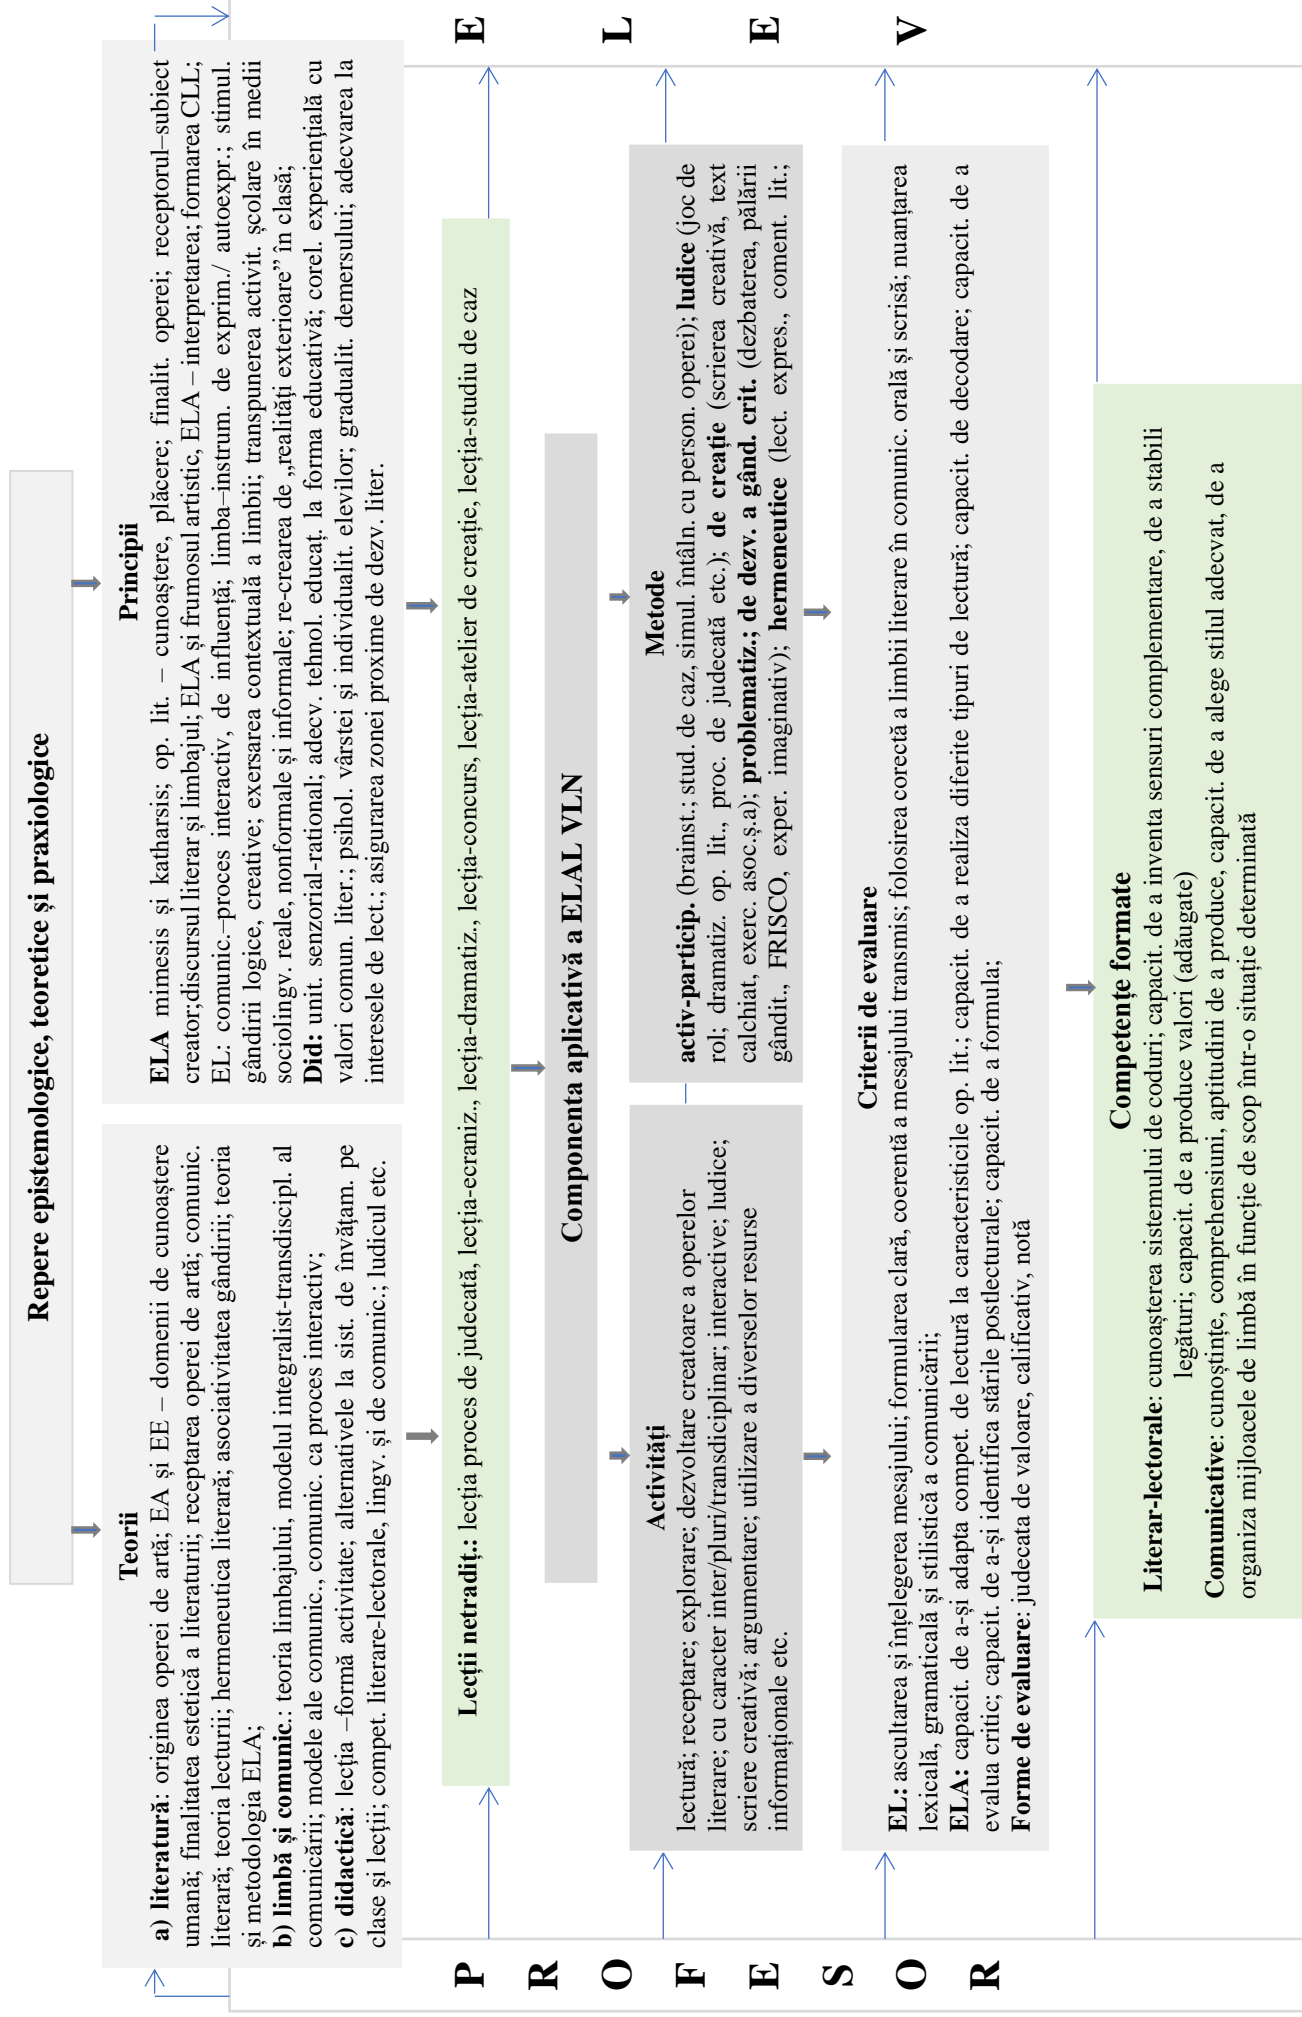 Repere epistemologice, teoretice și praxiologice
Teorii
a) literatură: originea operei de artă; EA și EE – domenii de cunoaștere
umană; finalitatea estetică a literaturii; receptarea operei de artă; comunic.
literară; teoria lecturii; hermeneutica literară; asociativitatea gândirii; teoria
și metodologia ELA;
b) limbă și comunic.: teoria limbajului, modelul integralist-transdiscipl. al
comunicării; modele ale comunic., comunic. ca proces interactiv;
c) didactică: lecția –formă activitate; alternativele la sist. de învățam. pe
clase și lecții; compet. literare-lectorale, lingv. și de comunic.; ludicul etc.
Principii
ELA mimesis și katharsis; op. lit. – cunoaștere, plăcere; finalit. operei; receptorul–subiect
creator;discursul literar și limbajul; ELA și frumosul artistic, ELA – interpretarea; formarea CLL;
EL: comunic.–proces interactiv, de influență; limba–instrum. de exprim./ autoexpr.; stimul.
gândirii logice, creative; exersarea contextuală a limbii; transpunerea activit. școlare în medii
sociolingv. reale, nonformale și informale; re-crearea de „realități exterioare” în clasă;
Did: unit. senzorial-rational; adecv. tehnol. educaț. la forma educativă; corel. experiențială cu
valori comun. liter.; psihol. vârstei și individualit. elevilor; gradualit. demersului; adecvarea la
interesele de lect.; asigurarea zonei proxime de dezv. liter.
Lecții netradiț.: lecția proces de judecată, lecția-ecraniz., lecția-dramatiz., lecția-concurs, lecția-atelier de creație, lecția-studiu de caz
Componenta aplicativă a ELAL VLN
Activități
lectură; receptare; explorare; dezvoltare creatoare a operelor
literare; cu caracter inter/pluri/transdiciplinar; interactive; ludice;
scriere creativă; argumentare; utilizare a diverselor resurse
informaționale etc.
Metode
activ-particip. (brainst.; stud. de caz, simul. întâln. cu person. operei); ludice (joc de
rol; dramatiz. op. lit., proc. de judecată etc.); de creație (scrierea creativă, text
calchiat, exerc. asoc.ș.a); problematiz.; de dezv. a gând. crit. (dezbaterea, pălării
gândit., FRISCO, exper. imaginativ); hermeneutice (lect. expres., coment. lit.;
Criterii de evaluare
EL: ascultarea și înțelegerea mesajului; formularea clară, coerentă a mesajului transmis; folosirea corectă a limbii literare în comunic. orală și scrisă; nuanțarea
lexicală, gramaticală și stilistică a comunicării;
ELA: capacit. de a-și adapta compet. de lectură la caracteristicile op. lit.; capacit. de a realiza diferite tipuri de lectură, capacit. de decodare; capacit. de a
evalua critic; capacit. de a-și identifica stările postlecturale; capacit. de a formula;
Forme de evaluare: judecata de valoare, calificativ, notă
Competențe formate
Literar-lectorale: cunoașterea sistemului de coduri; capacit. de a inventa sensuri complementare, de a stabili
legături; capacit. de a produce valori (adăugate)
Comunicative: cunoștințe, comprehensiuni, aptitudini de a produce, capacit. de a alege stilul adecvat, de a
organiza mijloacele de limbă în funcție de scop într-o situație determinată
P
R
O
F
E
S
O
R
E
L
E
V